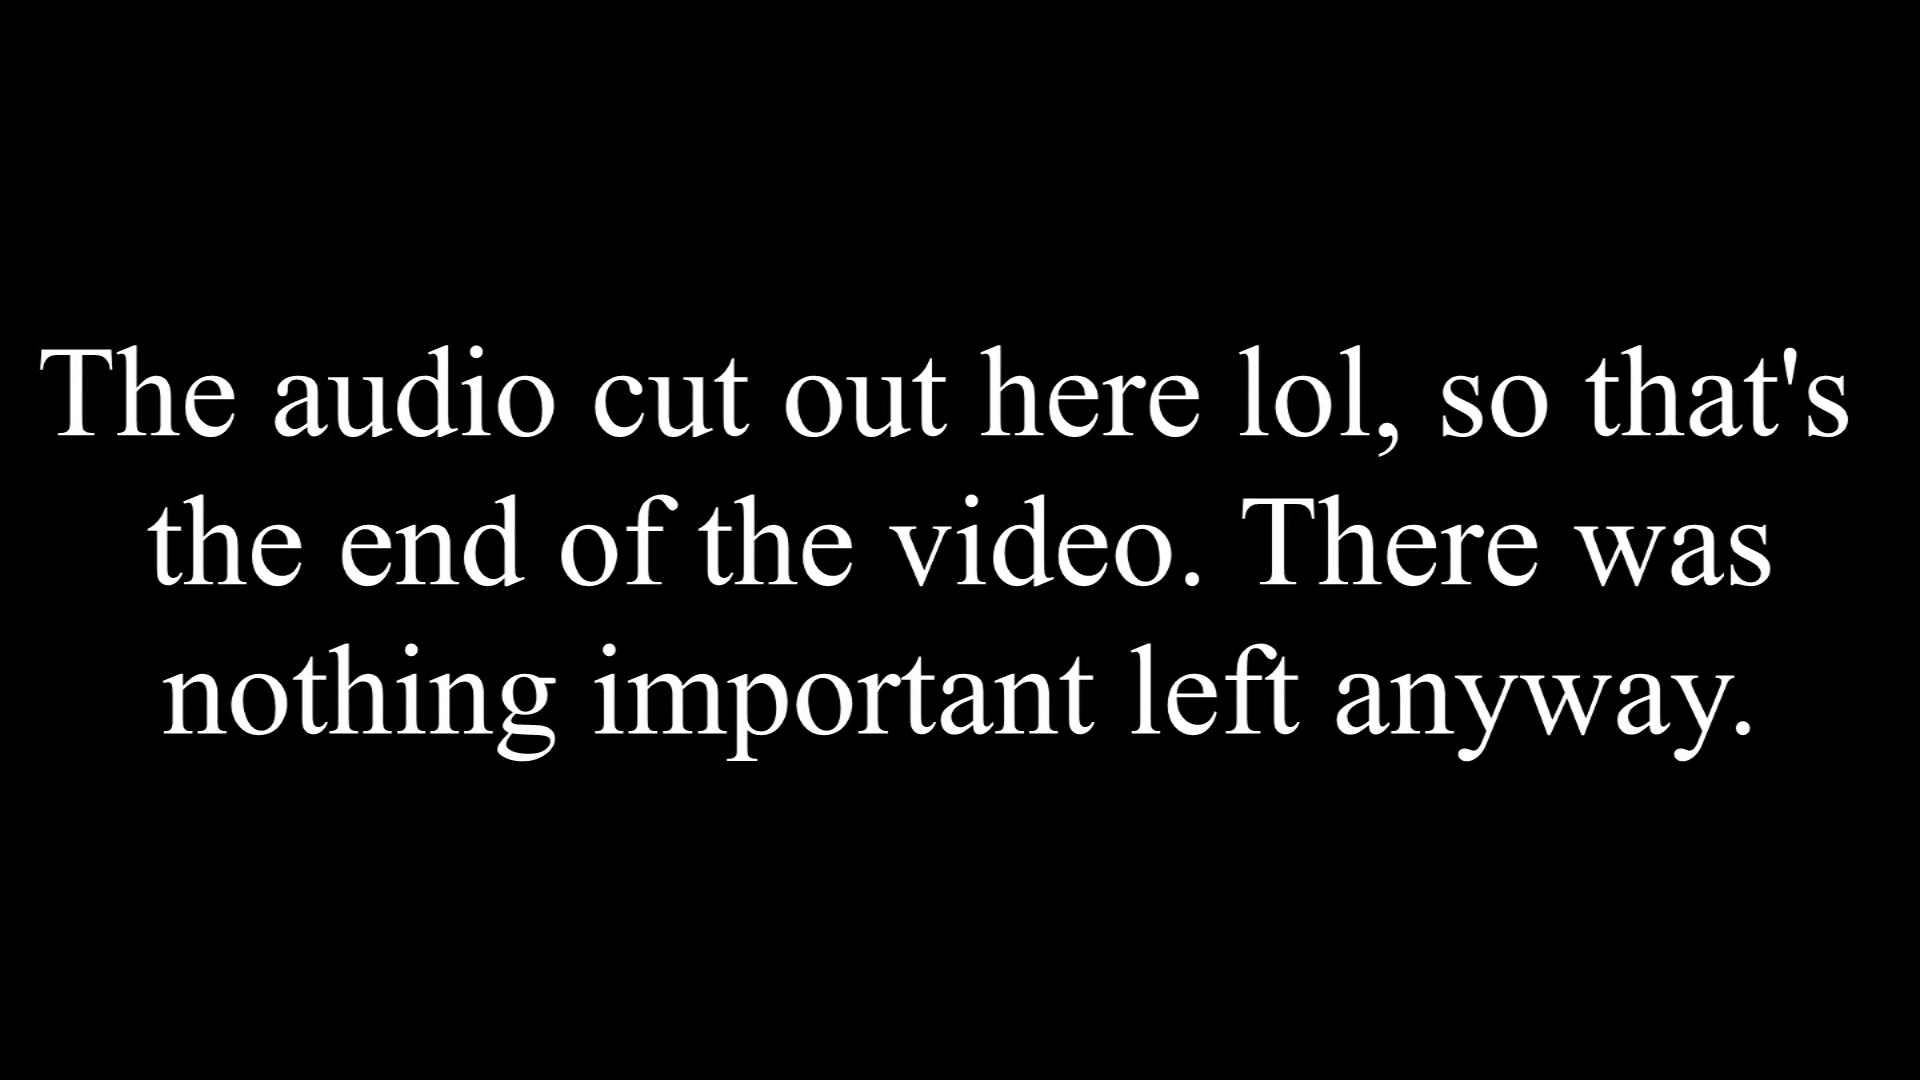 The audio cut out here lol, so that's
the end of the video. There was
nothing important left anyway.